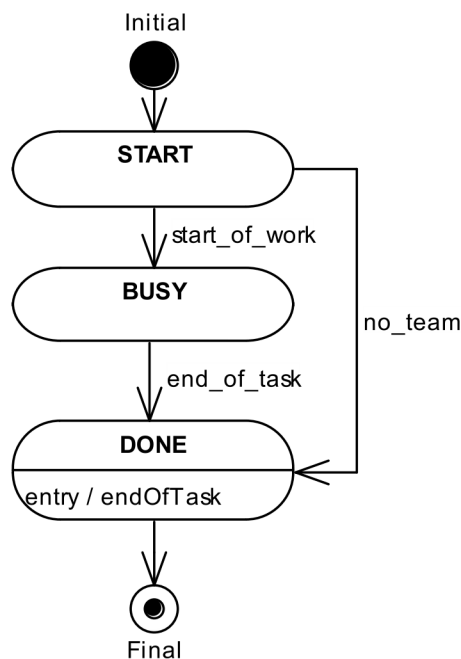 Initial
START
start_of_work
BUSY
no_team
end_of_task
DONE
entry / endOfTask
Final